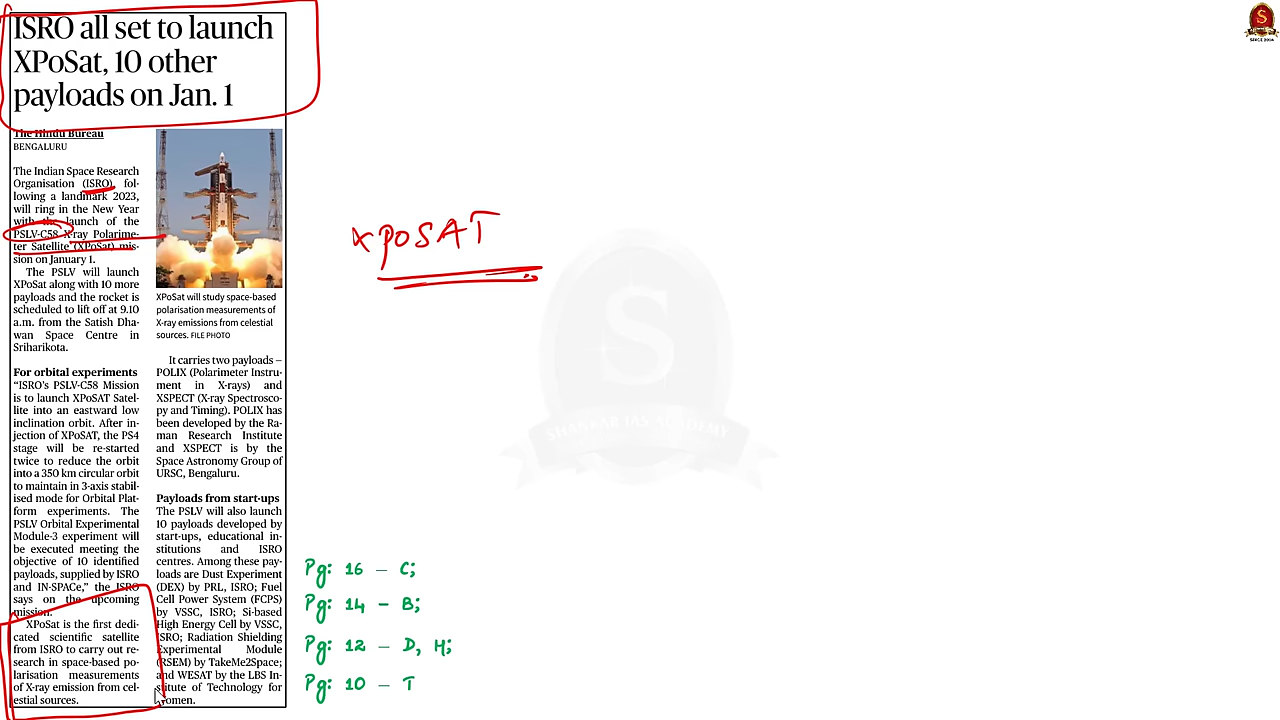 ISRO all set to launch
XPoSat, 10 other
payloads on Jan. 1
The Hindu Bureau
BENGALURU
The Indian Space Research
Organisation (ISRO), fol-
lowing a landmark 2023,
will ring in the New Year
with the launch of the
PSLV-C58 X-ray Polarime-
ter Satellite (XPoSat) mis-
sion on January 1.
The PSLV will launch
XPoSat along with 10 more
payloads and the rocket is
scheduled to lift off at 9.10
a.m. from the Satish Dha-
wan Space Centre in
Sriharikota.
For orbital experiments
“ISRO’s PSLV-C58 Mission
is to launch XPoSAT Satel-
lite into an eastward low
inclination orbit. After in-
jection of XPoSAT, the PS4
stage will be re-started
twice to reduce the orbit
into a 350 km circular orbit
to maintain in 3-axis stabil-
ised mode for Orbital Plat-
form experiments. The
PSLV Orbital Experimental
Module-3 experiment will
be executed meeting the
objective of 10 identified
payloads, supplied by ISRO
and IN-SPACe,” the ISRO
says on the upcoming
mission.
XPoSat is the first dedi-
cated scientific satellite
from ISRO to carry out re-
search in space-based po-
larisation measurements
of X-ray emission from cel-
estial sources.
XPoSat will study space-based
polarisation measurements of
X-ray emissions from celestial
sources. FILE PHOTO
It carries two payloads –
POLIX (Polarimeter Instru-
ment in X-rays) and
XSPECT (X-ray Spectrosco-
py and Timing). POLIX has
been developed by the Ra-
man Research Institute
and XSPECT is by the
Space Astronomy Group of
URSC, Bengaluru.
Payloads from start-ups
The PSLV will also launch
10 payloads developed by
start-ups, educational in-
stitutions and ISRO
centres. Among these pay-
loads are Dust Experiment
(DEX) by PRL, ISRO; Fuel
Cell Power System (FCPS)
by VSSC, ISRO; Si-based
High Energy Cell by VSSC,
ISRO; Radiation Shielding
Experimental Module
(RSEM) by TakeMe2Space;
and WESAT by the LBS In-
stitute of Technology for
Women.
XPOSAT
Pg: 16 – C;
Pg: 14 – B;
Pg: 12 – D, H;
Pg: 10 – T
S
SHANKAR IAS ACADEMY
S
SINCE 2004